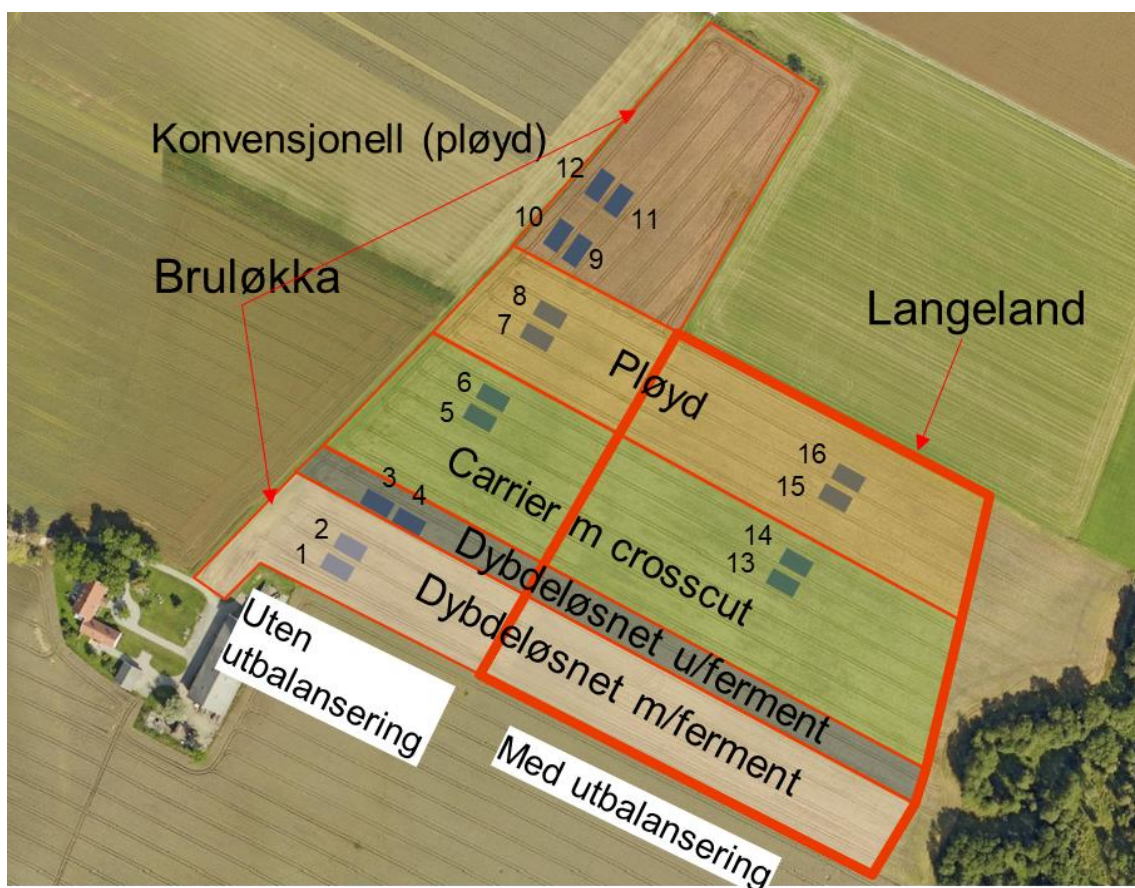 Konvensjonell (pløyd)
12
11
10
9
Bruløkka
8
7
Langeland
Pløyd
6
5
16
15
Carrier m crosscut
3
4
14
13
2
1
Dybdeløsnet u/ferment
Dybdeløsnet m/ferment
Uten
utbalansering
Med utbalansering